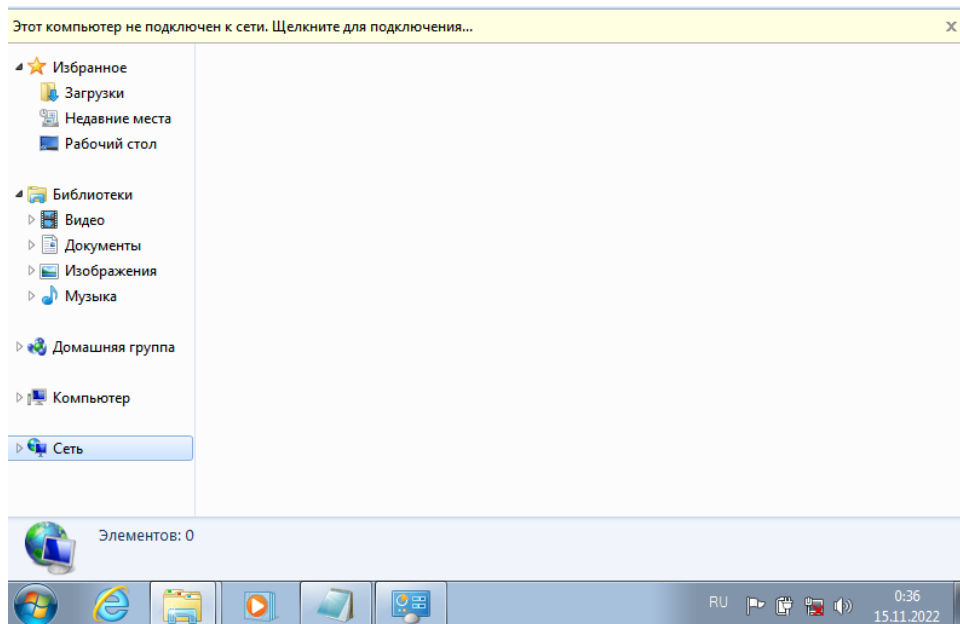 Этот компьютер не подключен к сети. Щелкните для подключения...
x
Избранное
Загрузки
Недавние места
Рабочий стол
Библиотеки
Видео
Документы
Изображения
Музыка
Домашняя группа
Компьютер
Сеть
Элементов: 0
RU
0:36
15.11.2022